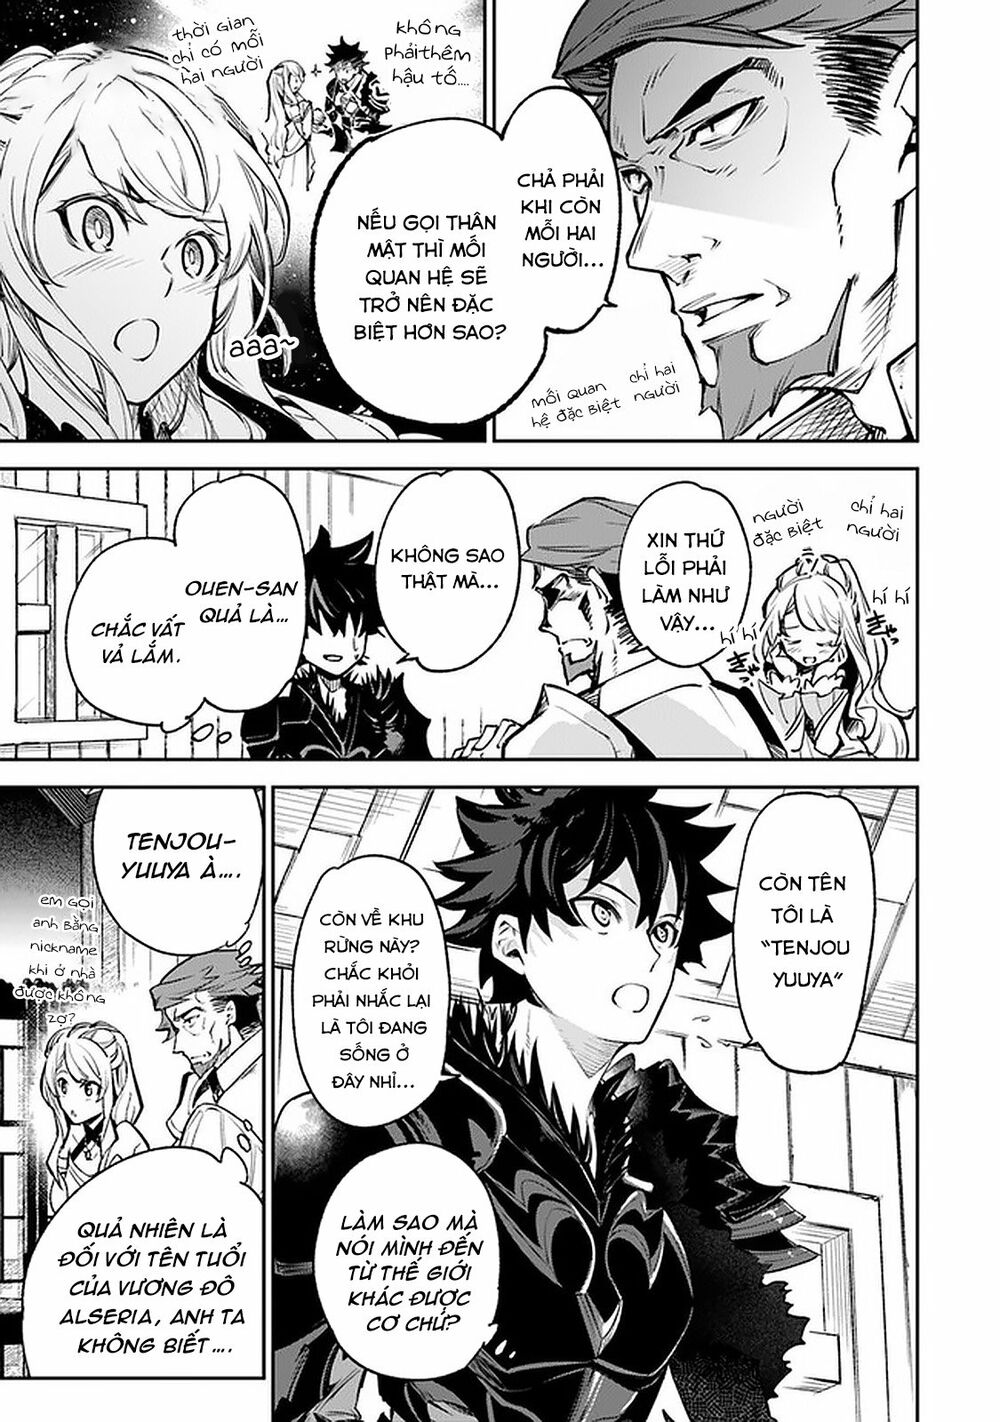 CHẢ PHẢI
KHI CÒN
MỖI HAI
NGƯỜI...
NẾU GỌI THÂN
MẬT THÌ MỐI
QUAN HỆ SẼ
TRỞ NÊN ĐẶC
BIỆT HƠN SAO?
không
phảithêm
hậu tố....
thời gian
chỉ có mỗi
hai người
chỉ hai
người
mối quan
hệ đặc biệt
aaa~
chỉ hai
người
người
đặc biệt
hí hí
hí hí
XIN THỨ
LỖI PHẢI
LÀM NHƯ
VẬY...
KHÔNG SAO
THẬT MÀ...
OUEN-SAN
QUẢ LÀ...
CHẮC VẤT
VẢ LẮM.
CÒN TÊN
TÔI LÀ
“TENJOU
YUUYA”
CÒN VỀ KHU
RỪNG NÀY?
CHẮC KHỎI
PHẢI NHẮC LẠI
LÀ TÔI ĐANG
SỐNG Ở
ĐÂY NHỈ...
LÀM SAO MÀ
NÓI MÌNH ĐẾN
TỪ THẾ GIỚI
KHÁC ĐƯỢC
CƠ CHỨ?
TENJOU-
YUUYA À....
em gọi
anh bằng
nickname
khi ở nhà
được không
zợ?
QUẢ NHIÊN LÀ
ĐỐI VỚI TÊN TUỔI
CỦA VƯƠNG ĐÔ
ALSERIA, ANH TA
KHÔNG BIẾT....